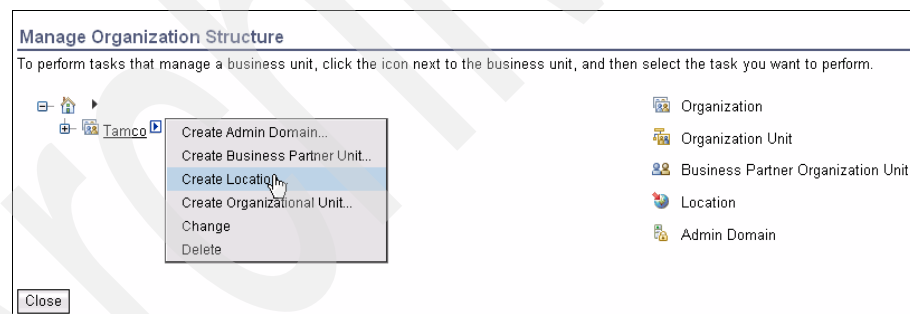 Manage Organization Structure
To perform tasks that manage a business unit, click the icon next to the business unit, and then select the task you want to perform.
Tamco
Create Admin Domain...
Create Business Partner Unit...
Create Location...
Create Organizational Unit...
Change
Delete
Organization
Organization Unit
Business Partner Organization Unit
Location
Admin Domain
Close